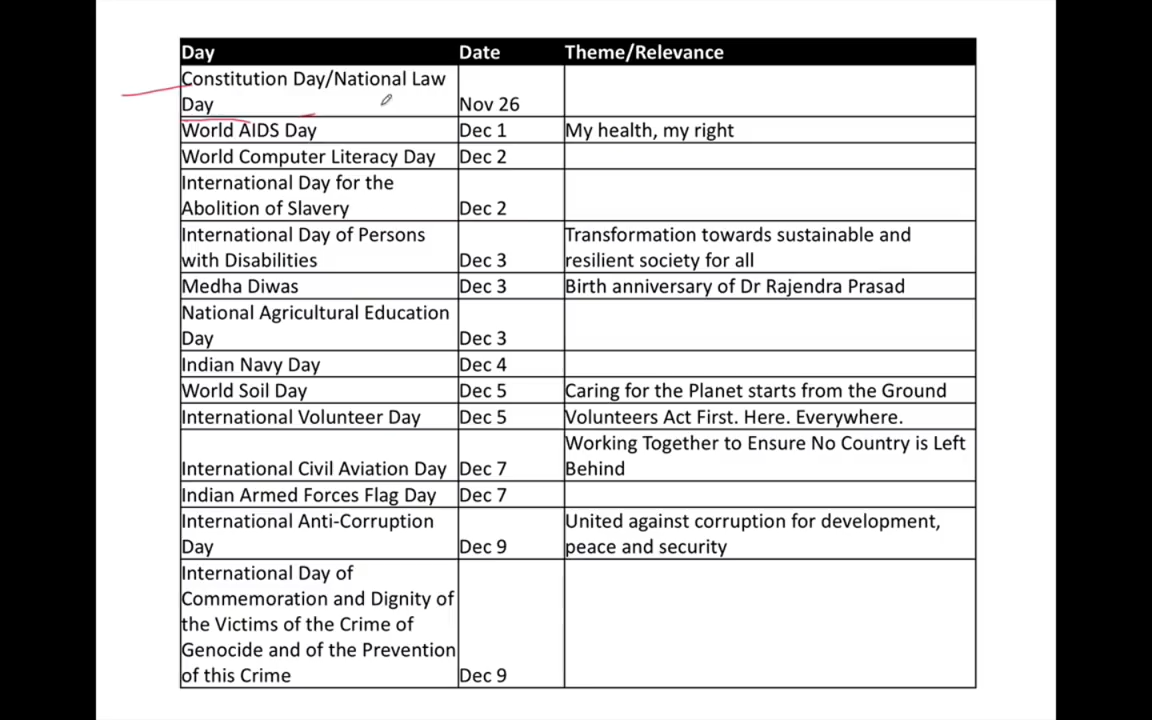 Day Date Theme/Relevance
Constitution Day/National Law
Day Nov 26
World AIDS Day Dec 1 My health, my right
World Computer Literacy Day Dec 2
International Day for the
Abolition of Slavery Dec 2
International Day of Persons Transformation towards sustainable and
with Disabilities Dec 3 resilient society for all
Medha Diwas Dec 3 Birth anniversary of Dr Rajendra Prasad
National Agricultural Education
Day Dec 3
Indian Navy Day Dec 4
World Soil Day Dec 5 Caring for the Planet starts from the Ground
International Volunteer Day Dec 5 Volunteers Act First. Here. Everywhere.
Working Together to Ensure No Country is Left
International Civil Aviation Day Dec 7 Behind
Indian Armed Forces Flag Day Dec 7
International Anti-Corruption United against corruption for development,
Day Dec 9 peace and security
International Day of
Commemoration and Dignity of
the Victims of the Crime of
Genocide and of the Prevention
of this Crime Dec 9